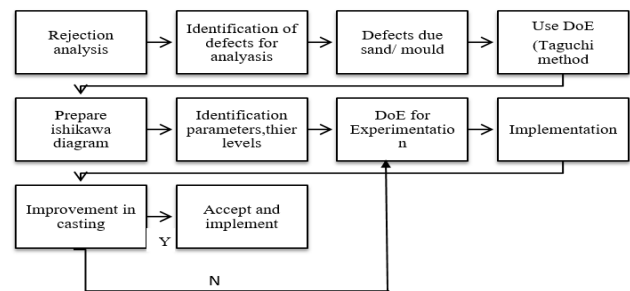 Rejection
analysis
Identification
of defects for
analyasis
Defects due
sand/ mould
Use DoE
(Taguchi
method
Prepare
ishikawa
diagram
Identification
parameters,thier
levels
DoE for
Experimentatio
n
Implementation
Improvement in
casting
Y
Accept and
implement
N